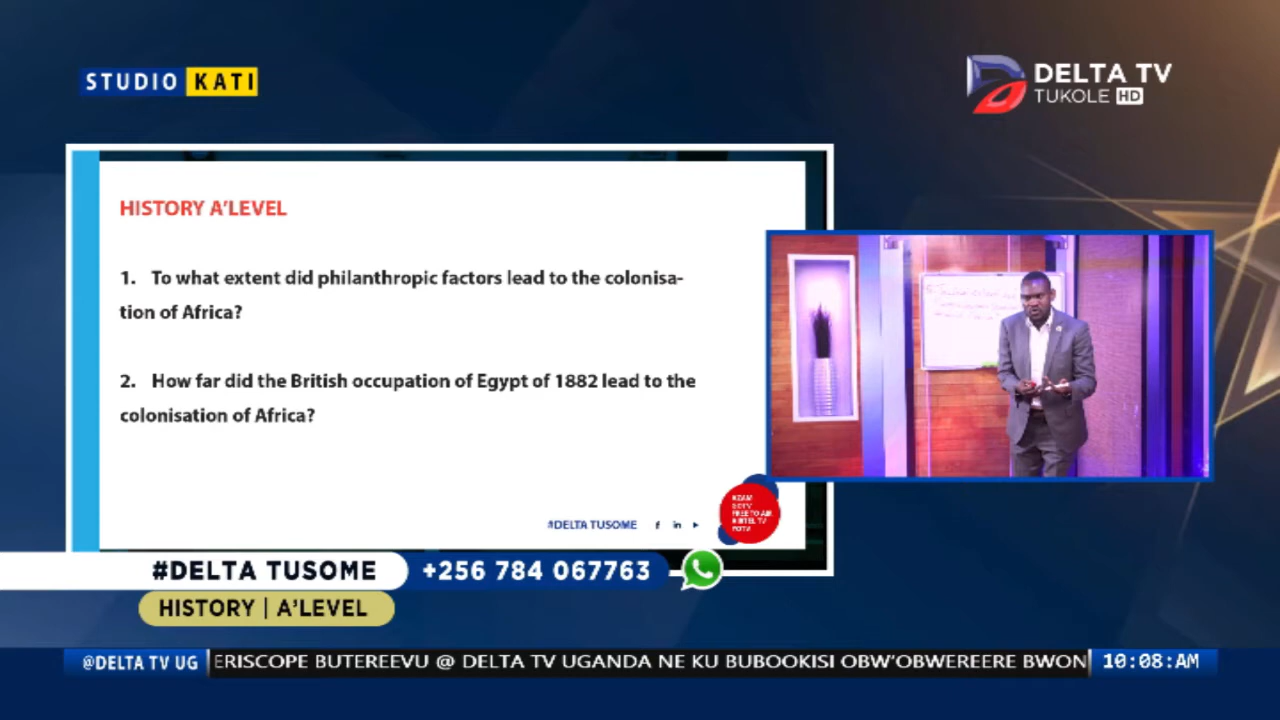 STUDIO KATI
DELTA TV
TUKOLE HD
HISTORY A'LEVEL
1. To what extent did philanthropic factors lead to the colonisa-
tion of Africa?
2. How far did the British occupation of Egypt of 1882 lead to the
colonisation of Africa?
#DELTA TUSOME
FREE TO AIR
#DELTA TUSOME +256 784 067763
HISTORY | A'LEVEL
@DELTA TV UG ERISCOPE BUTEREEVU @ DELTA TV UGANDA NE KU BUBOOKISI OBW'OBWEREERE BWON 10:08:AM